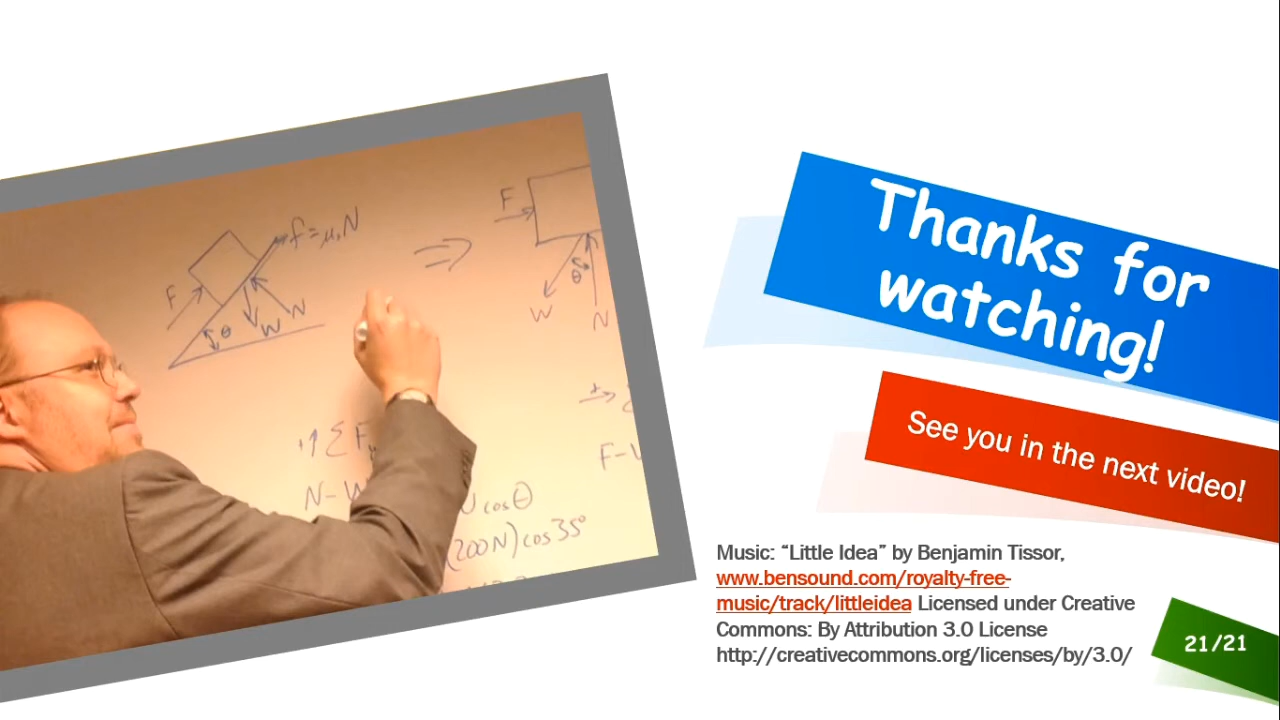 f=μsN
F
F
θ
W
N
θ
W
N
ΣF
N-W
F-
cosθ
(200N)cos35°
Thanks for
watching!
See you in the next video!
Music: “Little Idea” by Benjamin Tissor,
www.bensound.com/royalty-free-
music/track/littleidea Licensed under Creative
Commons: By Attribution 3.0 License
http://creativecommons.org/licenses/by/3.0/
21/21